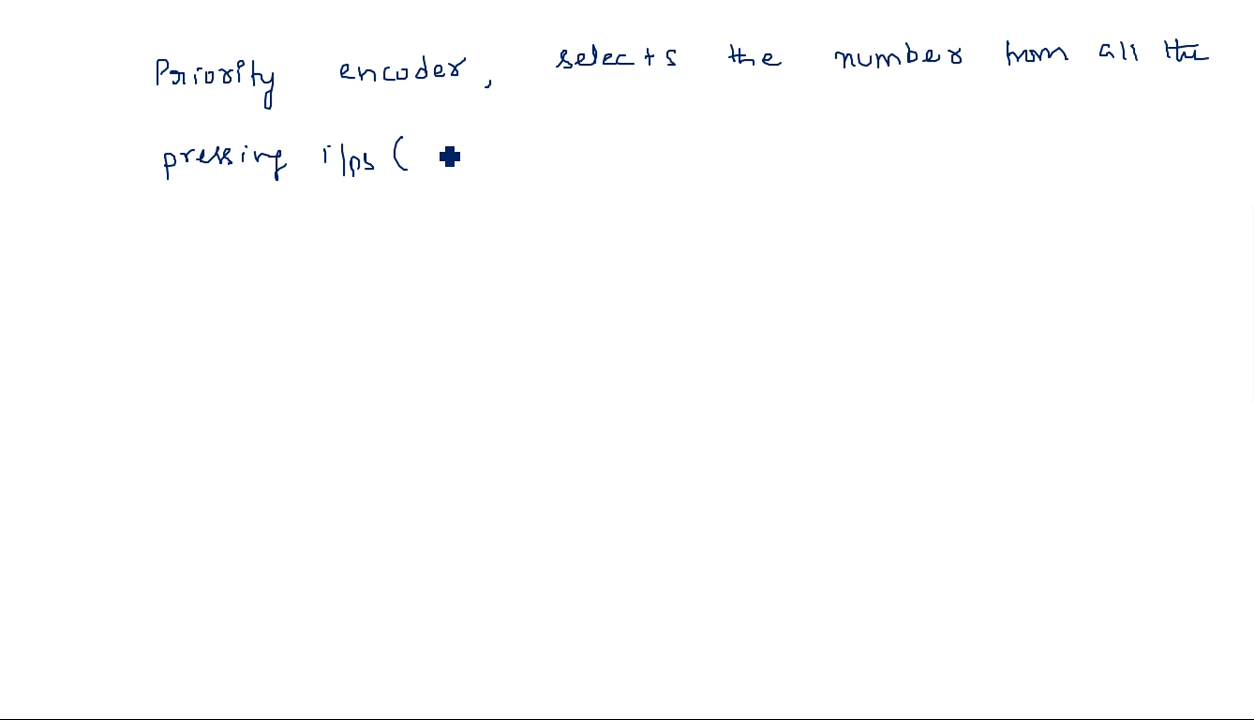 Priority encoder, selects the number from all the
pressing i/ps (